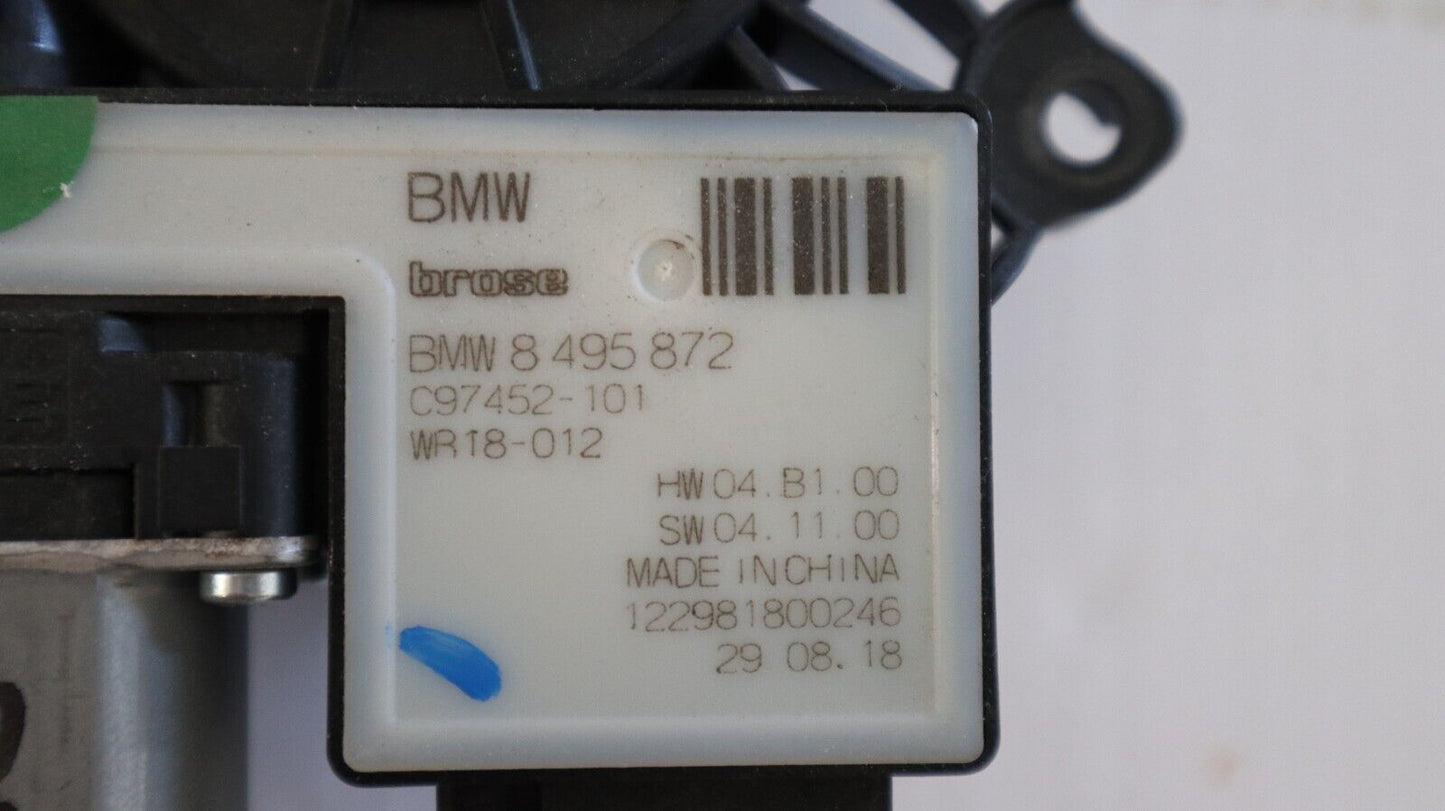 BMW
brose
BMW 8 495 872
C97452-101
WR18-012
HW 04.B1.00
SW 04.11.00
MADE IN CHINA
122981800246
29 08.18